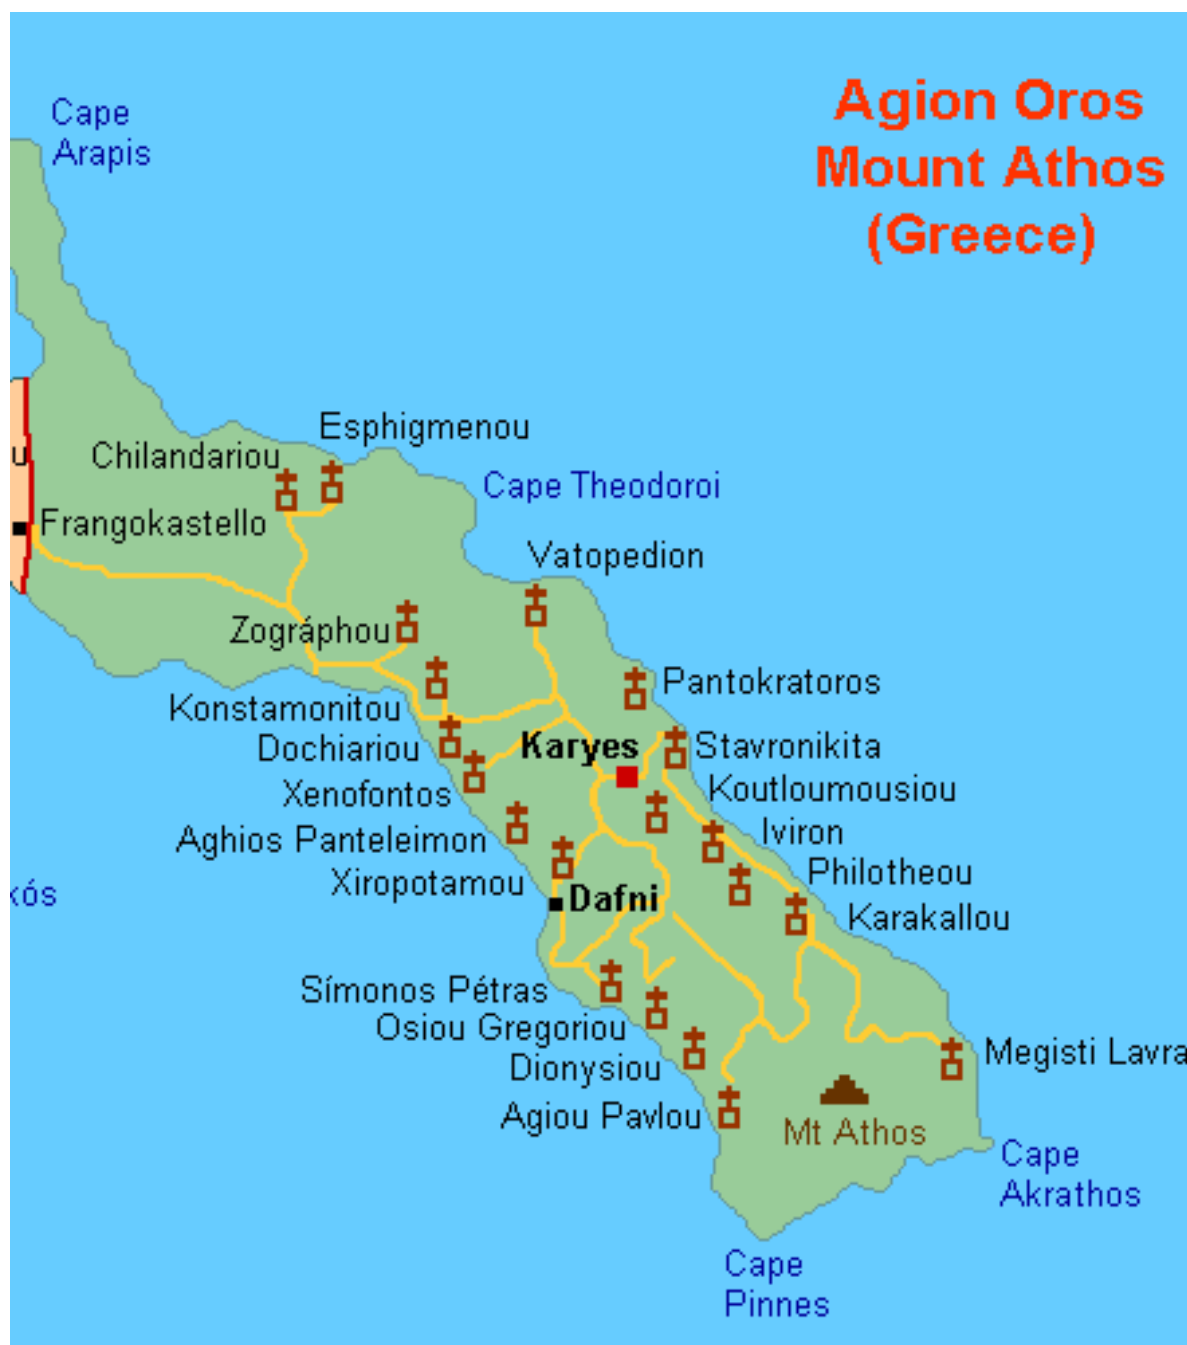 Agion Oros
Mount Athos
(Greece)
Cape
Arapis
Esphigmenou
Chilandariou
Cape Theodoroi
Frangokastello
Vatopedion
Zográphou
Pantokratoros
Konstamonitou
Dochiariou
Karyes
Stavronikita
Xenofontos
Koutloumousiou
Iviron
Aghios Panteleimon
Philotheou
Xiropotamou
Dafni
Karakallou
Símonos Pétras
Osiou Gregoriou
Dionysiou
Megisti Lavra
Agiou Pavlou
Mt Athos
Cape
Akrathos
Cape
Pinnes